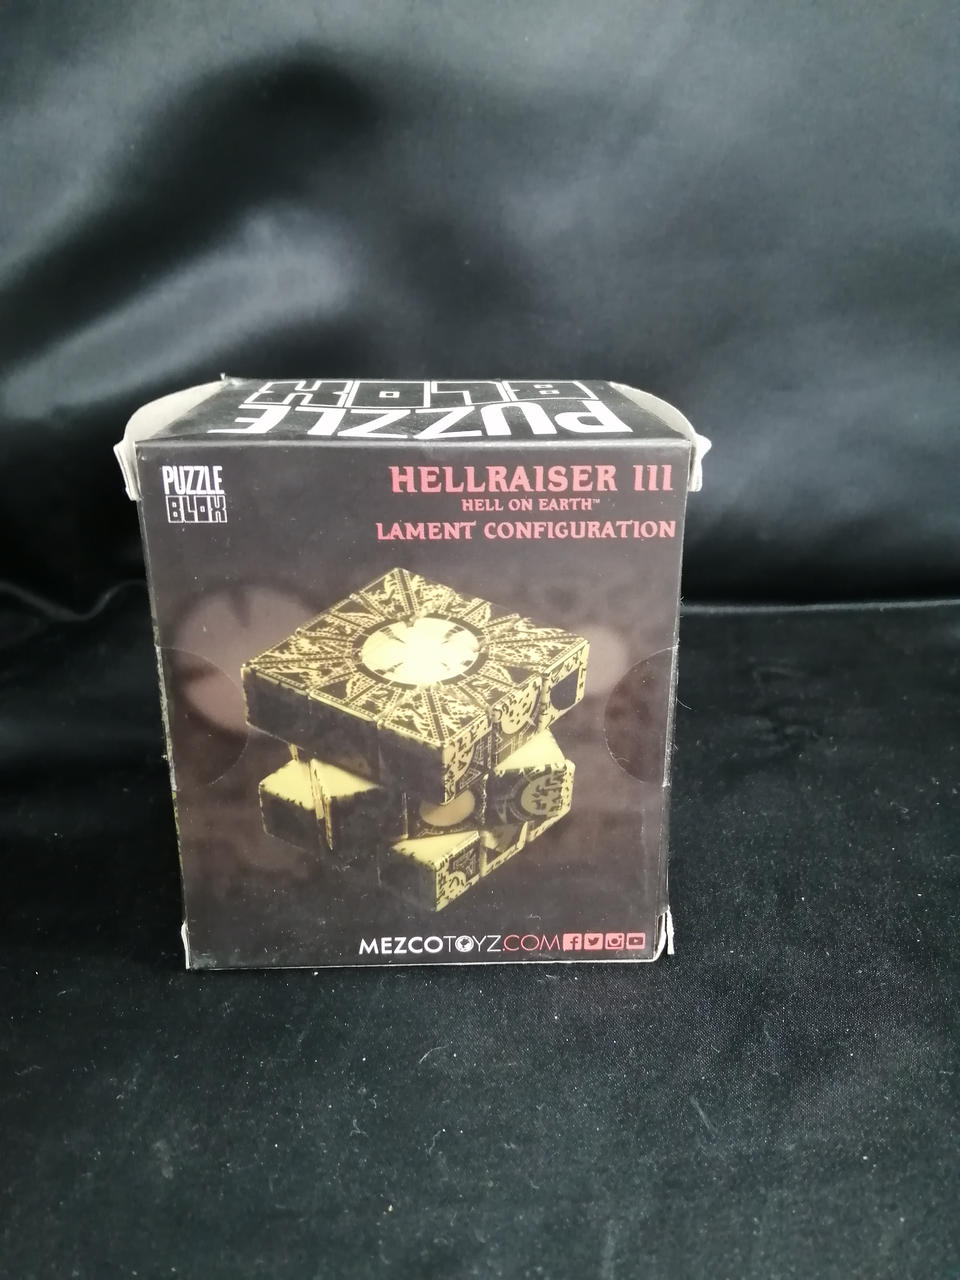 BLOX
PUZZLE
PUZZLE
BLOX
HELLRAISER III
HELL ON EARTH™
LAMENT CONFIGURATION
MEZCOTOYZ.COM